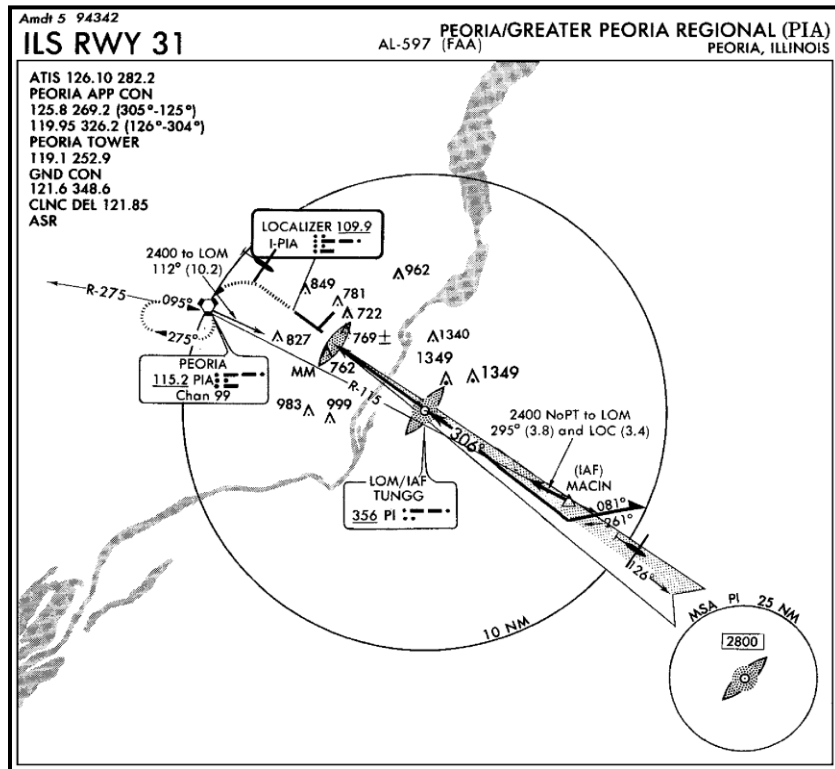 Amdt 5 94342
ILS RWY 31
AL-597 (FAA)
PEORIA/GREATER PEORIA REGIONAL (PIA)
PEORIA, ILLINOIS
ATIS 126.10 282.2
PEORIA APP CON
125.8 269.2 (305°-125°)
119.95 326.2 (126°-304°)
PEORIA TOWER
119.1 252.9
GND CON
121.6 348.6
CLNC DEL 121.85
ASR
LOCALIZER 109.9
I-PIA
2400 to LOM
112° (10.2)
R-275
095°
275°
849
781
722
962
827
769±
1340
MM
762
1349
1349
PEORIA
115.2 PIA
Chan 99
R-115
983
999
2400 NoPT to LOM
295° (3.8) and LOC (3.4)
306°
(IAF)
MACIN
LOM/IAF
TUNGG
356 PI
081°
261°
126°
10 NM
MSA PI 25 NM
2800